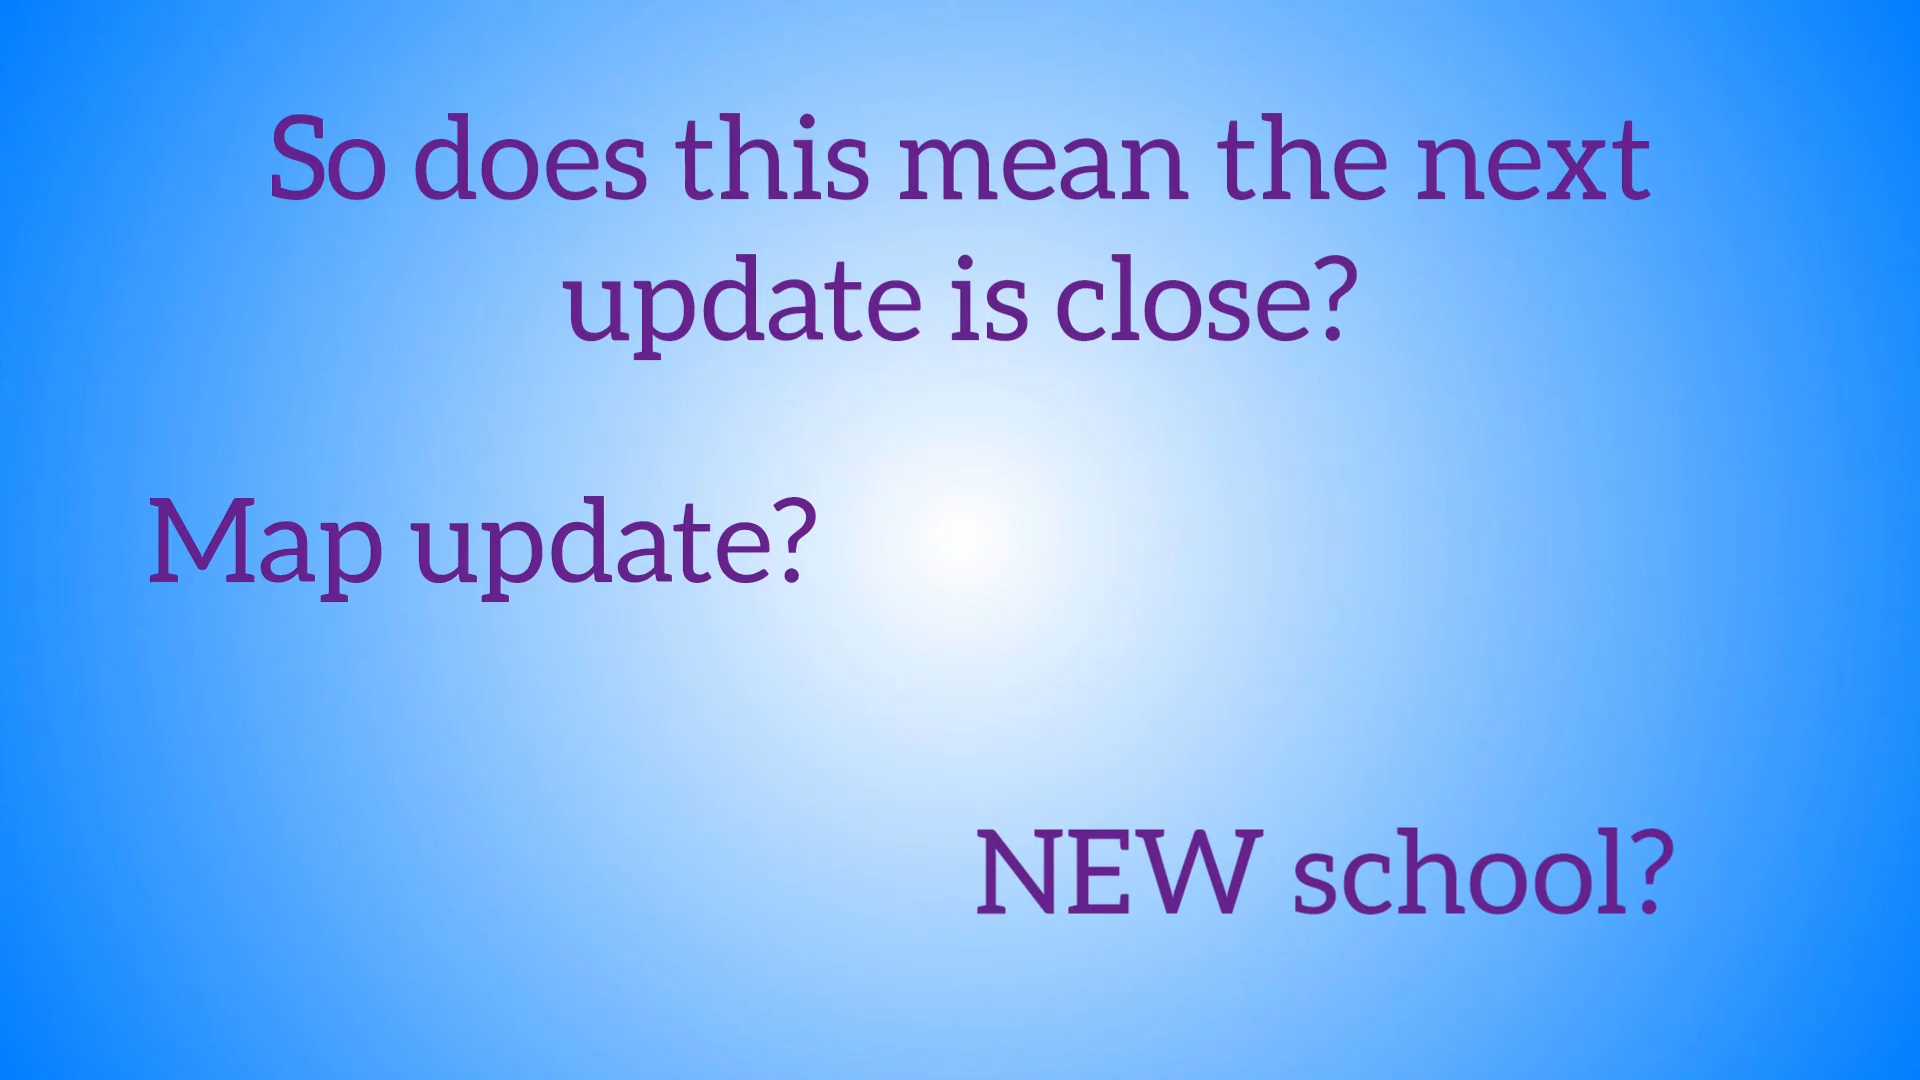 So does this mean the next
update is close?
Map update?
NEW school?